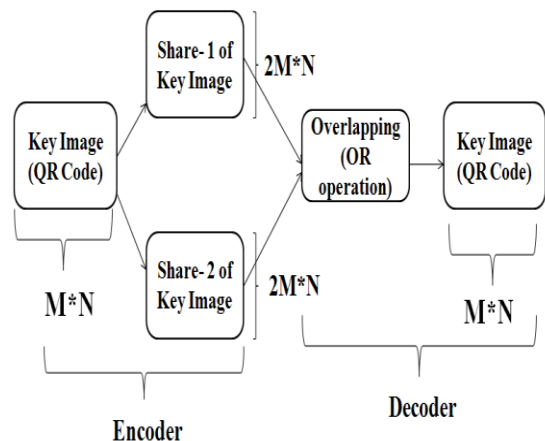 Key Image
(QR Code)
M*N
Share- 1 of
Key Image
2M*N
Share- 2 of
Key Image
2M*N
Encoder
Overlapping
(OR
operation)
Key Image
(QR Code)
M*N
Decoder